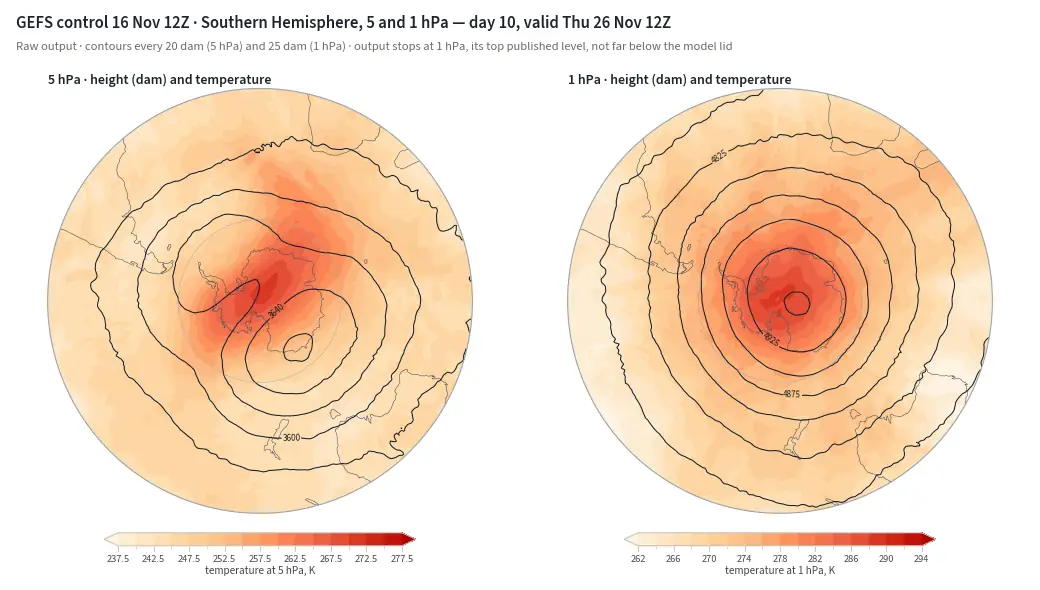 GEFS control 16 Nov 12Z · Southern Hemisphere, 5 and 1 hPa — day 10, valid Thu 26 Nov 12Z
Raw output · contours every 20 dam (5 hPa) and 25 dam (1 hPa) · output stops at 1 hPa, its top published level, not far below the model lid
5 hPa · height (dam) and temperature
3640
3600
237.5 242.5 247.5 252.5 257.5 262.5 267.5 272.5 277.5
temperature at 5 hPa, K
1 hPa · height (dam) and temperature
4825
4925
4875
262 266 270 274 278 282 286 290 294
temperature at 1 hPa, K